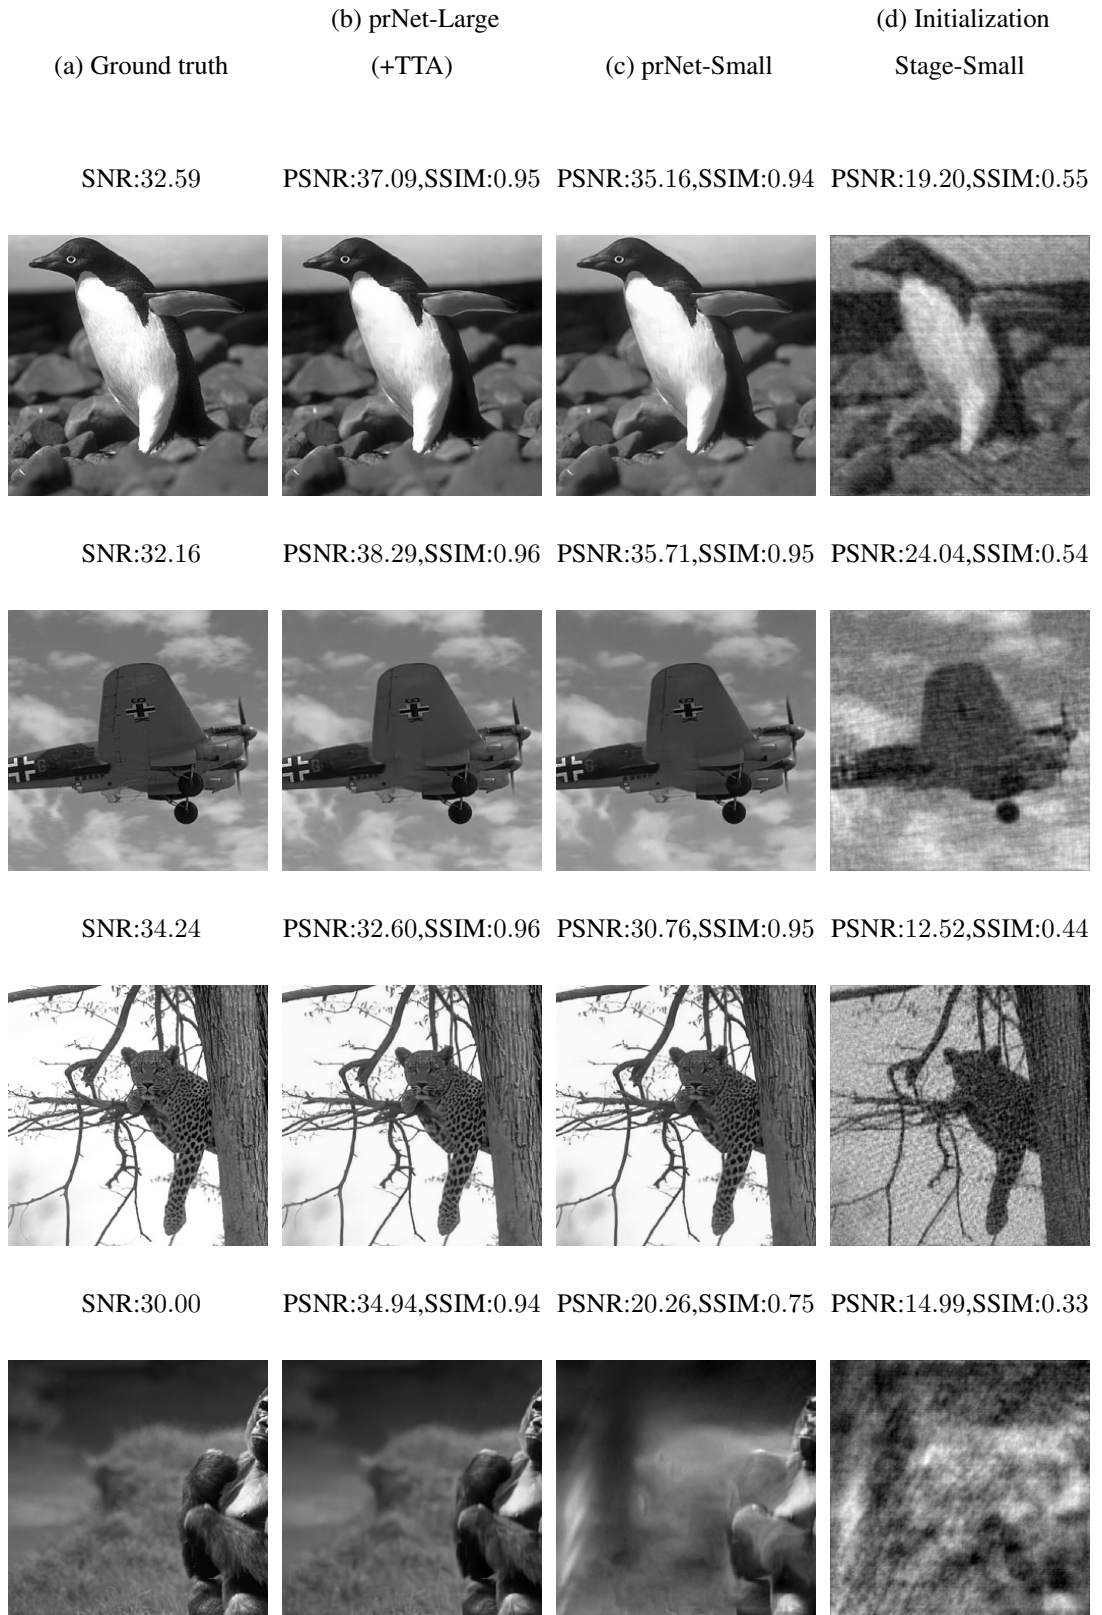 (b) prNet-Large (d) Initialization
(a) Ground truth (+TTA) (c) prNet-Small Stage-Small
SNR:32.59 PSNR:37.09,SSIM:0.95 PSNR:35.16,SSIM:0.94 PSNR:19.20,SSIM:0.55
SNR:32.16 PSNR:38.29,SSIM:0.96 PSNR:35.71,SSIM:0.95 PSNR:24.04,SSIM:0.54
SNR:34.24 PSNR:32.60,SSIM:0.96 PSNR:30.76,SSIM:0.95 PSNR:12.52,SSIM:0.44
SNR:30.00 PSNR:34.94,SSIM:0.94 PSNR:20.26,SSIM:0.75 PSNR:14.99,SSIM:0.33